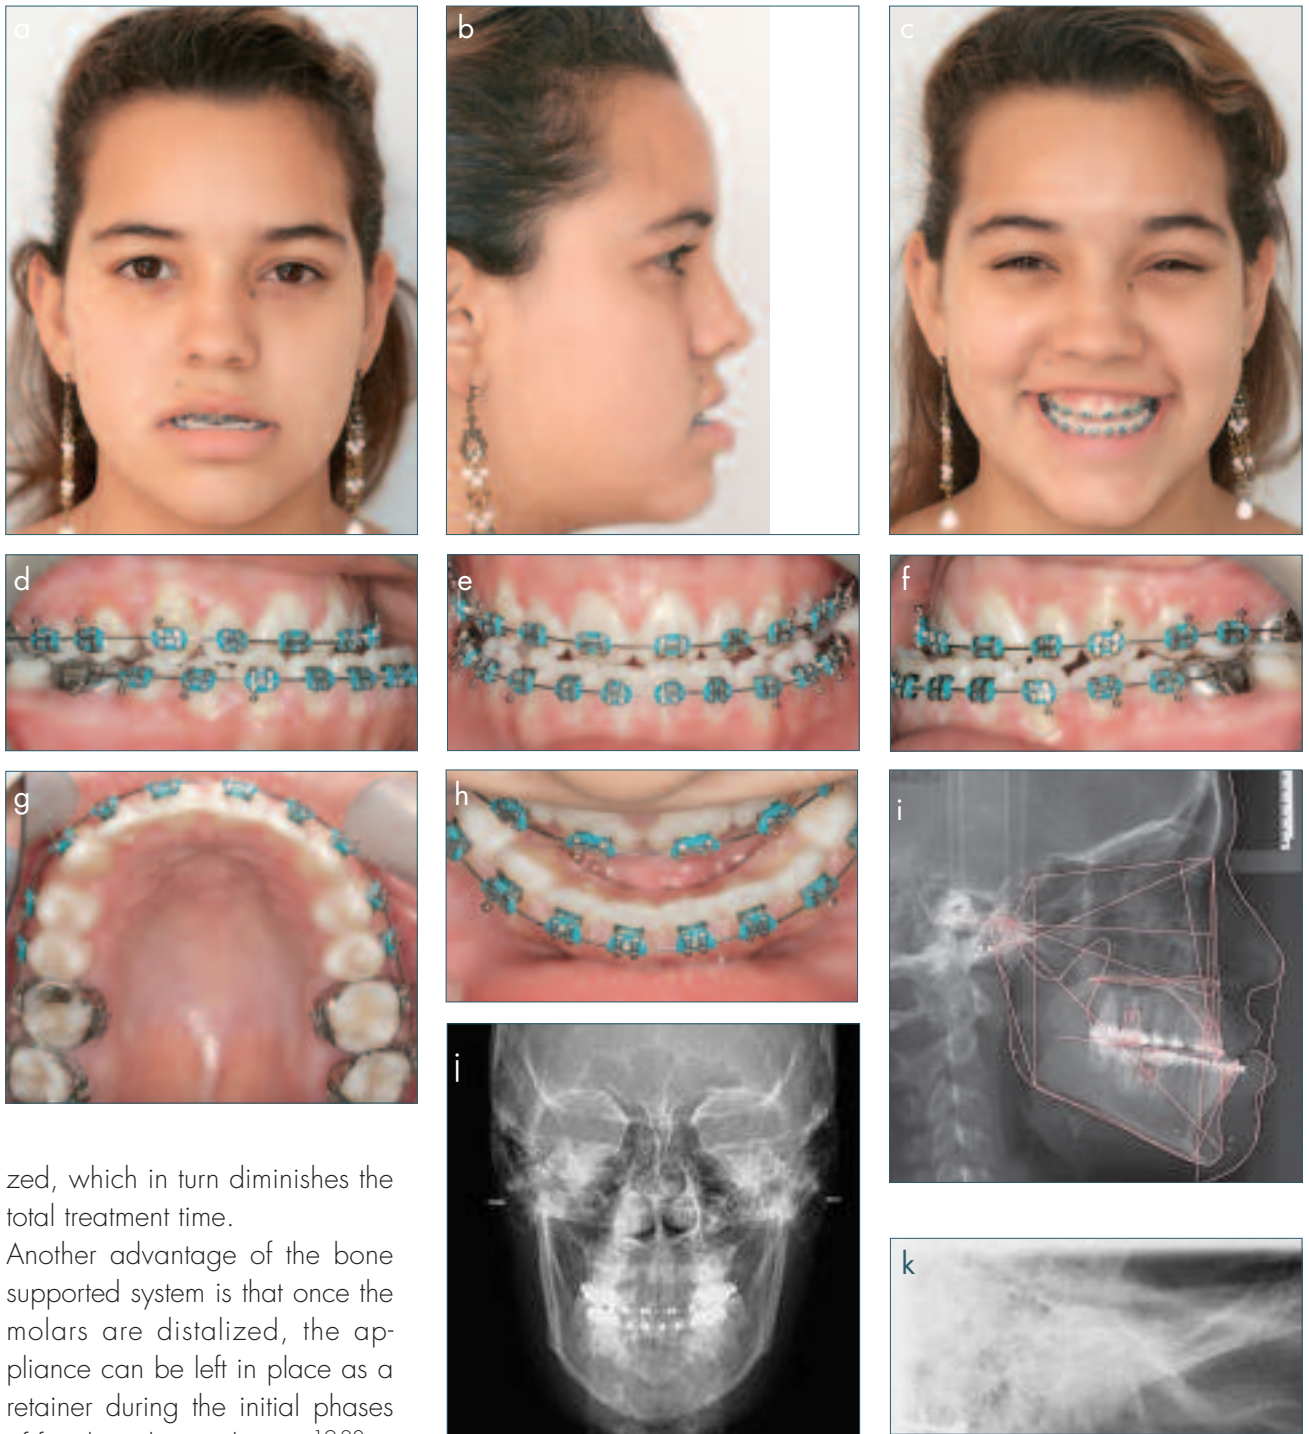 a
b
c
d
e
f
g
h
i
j
k
zed, which in turn diminishes the
total treatment time.
Another advantage of the bone
supported system is that once the
molars are distalized, the ap-
pliance can be left in place as a
retainer during the initial phases